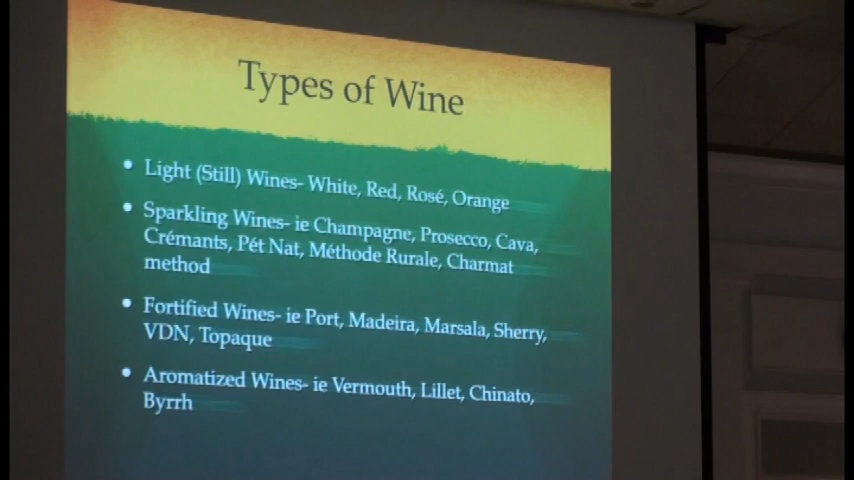 Types of Wine
• Light (Still) Wines- White, Red, Rosé, Orange
• Sparkling Wines- ie Champagne, Prosecco, Cava,
Crémants, Pét Nat, Méthode Rurale, Charmat
method
• Fortified Wines- ie Port, Madeira, Marsala, Sherry,
VDN, Topaque
• Aromatized Wines- ie Vermouth, Lillet, Chinato,
Byrrh